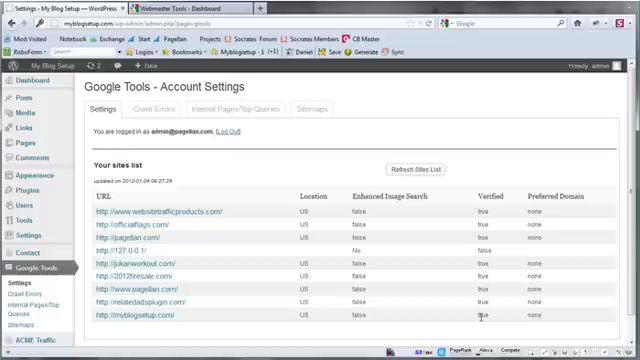 Settings ‹ My Blog Setup — WordPress
Webmaster Tools - Dashboard
myblogsetup.com/wp-admin/admin.php?page=gtools
Google
Most Visited Notebook Evernote Start Pagellan Projects Socrates Forum Socrates Members CB Master
RoboForm Logins Bookmarks Myblogsetup - 1 (+) Daniel Save Generate Sync
My Blog Setup 2 + New
Howdy, admin
Dashboard
Posts
Media
Links
Pages
Comments
Appearance
Plugins
Users
Tools
Settings
Contact
Google Tools
Settings
Crawl Errors
Internal Pages/Top
Queries
Sitemaps
ACME Traffic
Google Tools - Account Settings
Settings Crawl Errors Internal Pages/Top Queries Sitemaps
You are logged in as admin@pagellan.com, [Log Out]
Your sites list
Refresh Sites List
updated on 2012-01-04 06:27:29
URL Location Enhanced Image Search Verified Preferred Domain
http://www.websitetrafficproducts.com/ US false true none
http://officialflags.com/ US false true none
http://pagellan.com/ US false true none
http://127.0.0.1/ No false
http://jukariworkout.com/ US false true none
http://2012firesale.com/ US false true none
http://www.pagellan.com/ US false true none
http://relatedadsplugin.com/ US false true none
http://myblogsetup.com/ US false true none
PageRank Alexa Compete